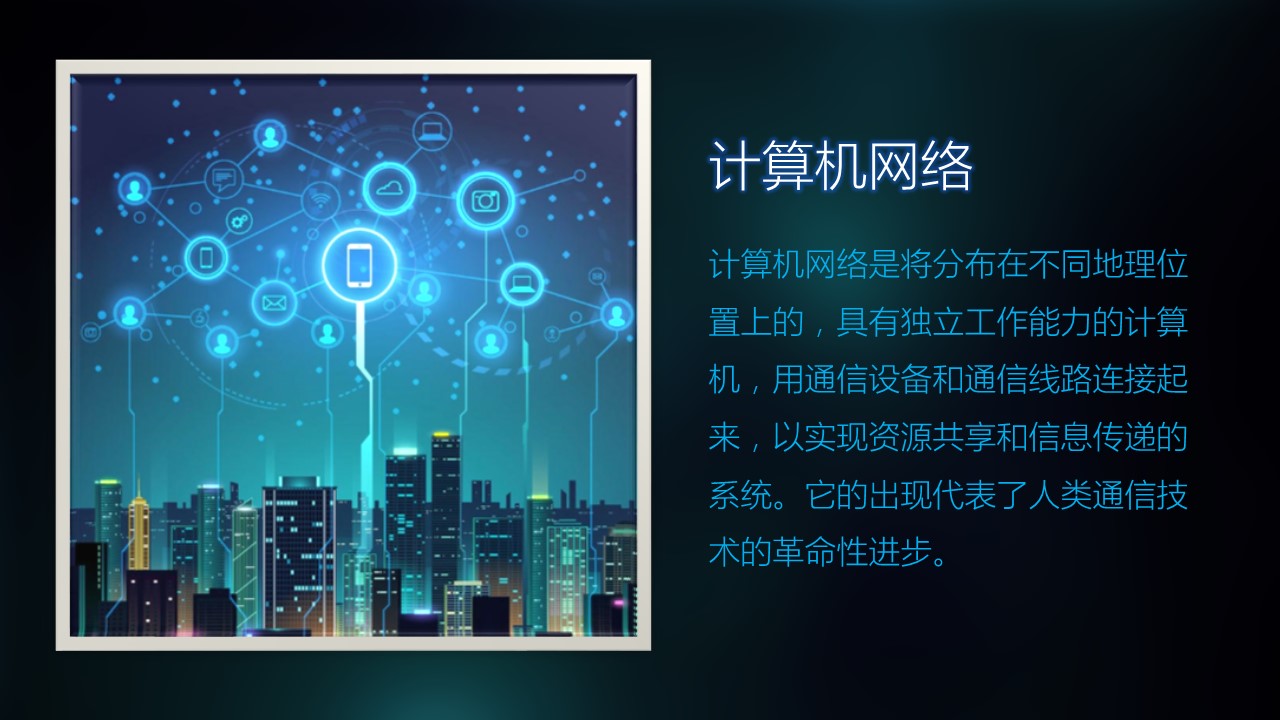 计算机网络
计算机网络是将分布在不同地理位
置上的，具有独立工作能力的计算
机，用通信设备和通信线路连接起
来，以实现资源共享和信息传递的
系统。它的出现代表了人类通信技
术的革命性进步。